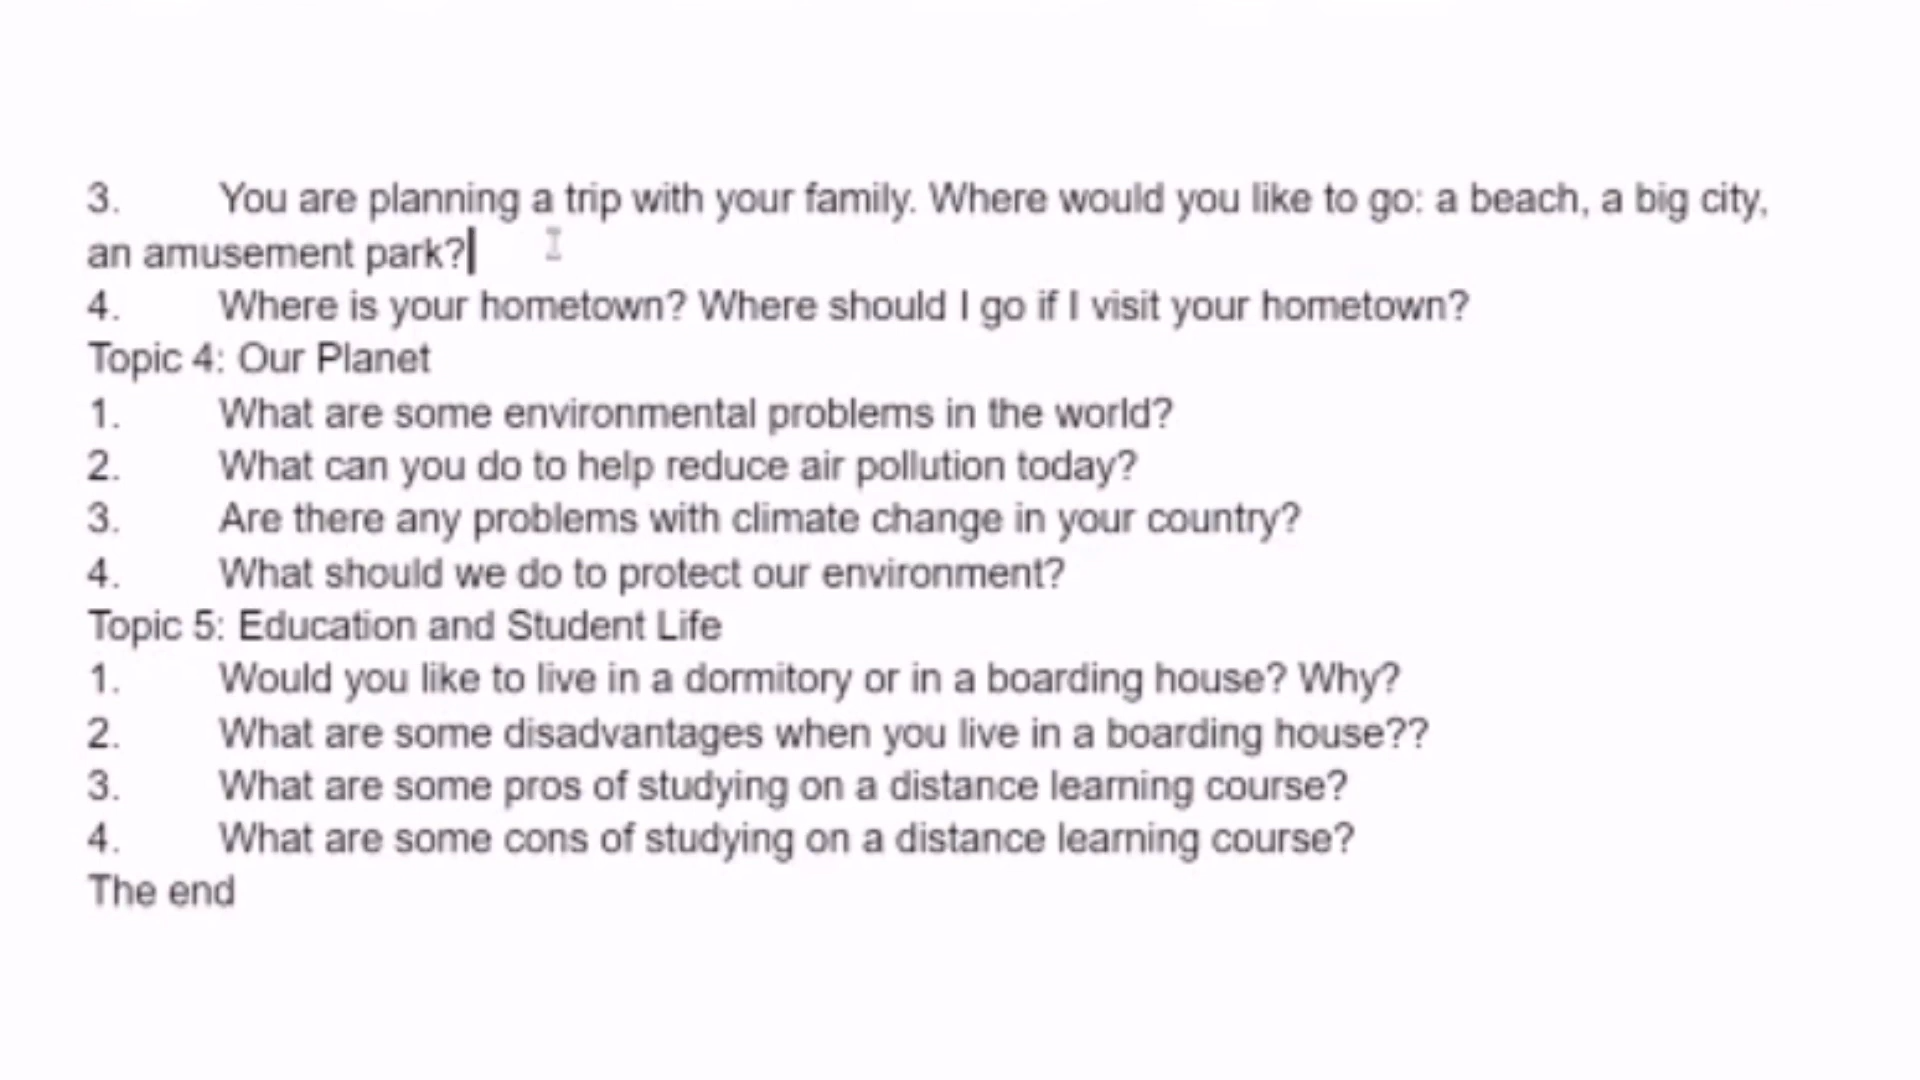 3. You are planning a trip with your family. Where would you like to go: a beach, a big city,
an amusement park?
4. Where is your hometown? Where should I go if I visit your hometown?
Topic 4: Our Planet
1. What are some environmental problems in the world?
2. What can you do to help reduce air pollution today?
3. Are there any problems with climate change in your country?
4. What should we do to protect our environment?
Topic 5: Education and Student Life
1. Would you like to live in a dormitory or in a boarding house? Why?
2. What are some disadvantages when you live in a boarding house??
3. What are some pros of studying on a distance learning course?
4. What are some cons of studying on a distance learning course?
The end